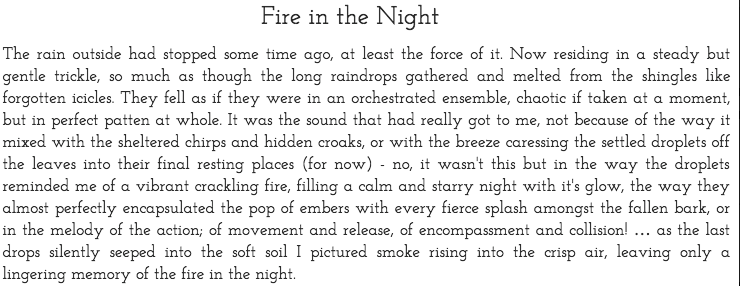 Fire in the Night
The rain outside had stopped some time ago, at least the force of it. Now residing in a steady but
gentle trickle, so much as though the long raindrops gathered and melted from the shingles like
forgotten icicles. They fell as if they were in an orchestrated ensemble, chaotic if taken at a moment,
but in perfect patten at whole. It was the sound that had really got to me, not because of the way it
mixed with the sheltered chirps and hidden croaks, or with the breeze caressing the settled droplets off
the leaves into their final resting places (for now) - no, it wasn't this but in the way the droplets
reminded me of a vibrant crackling fire, filling a calm and starry night with it's glow, the way they
almost perfectly encapsulated the pop of embers with every fierce splash amongst the fallen bark, or
in the melody of the action; of movement and release, of encompassment and collision! ... as the last
drops silently seeped into the soft soil I pictured smoke rising into the crisp air, leaving only a
lingering memory of the fire in the night.